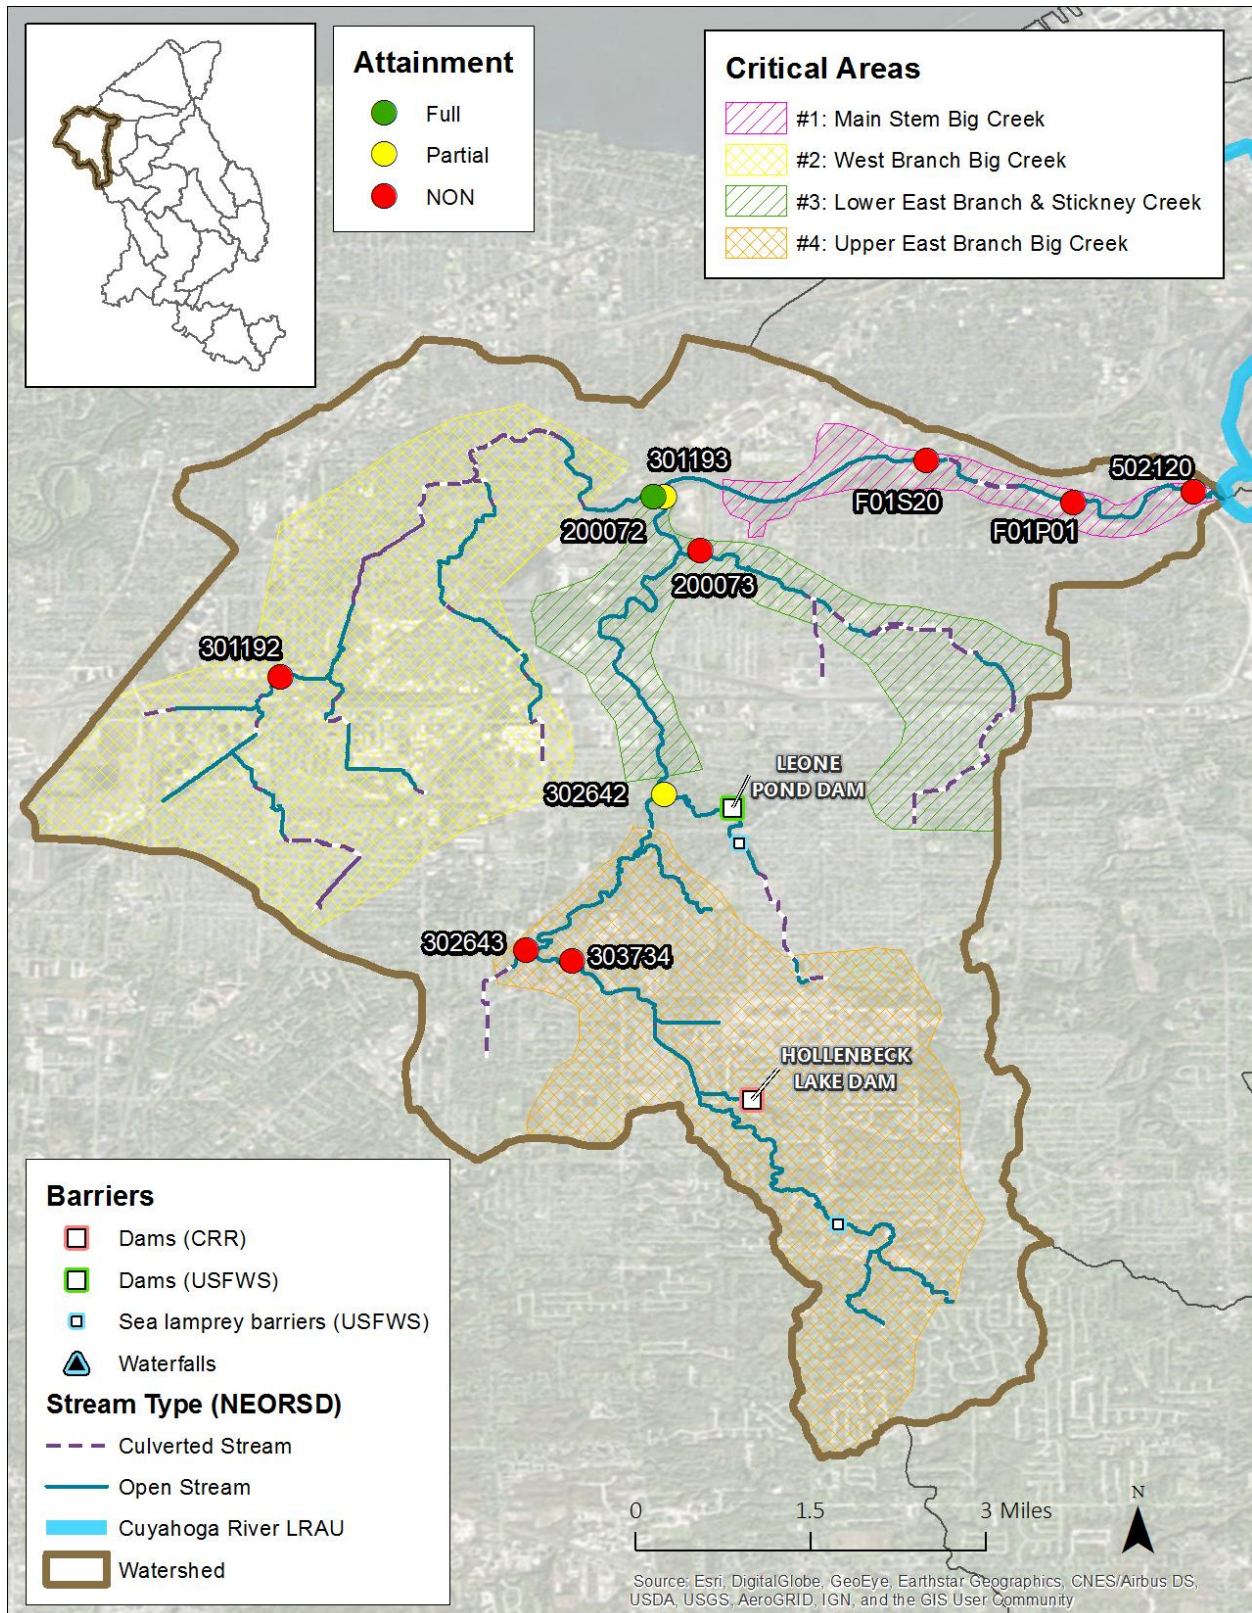 Attainment
Full
Partial
NON
Critical Areas
#1: Main Stem Big Creek
#2: West Branch Big Creek
#3: Lower East Branch & Stickney Creek
#4: Upper East Branch Big Creek
301193
502120
F01S20
F01P01
200072
200073
301192
LEONE
POND DAM
302642
302643
303734
HOLLENBECK
LAKE DAM
Barriers
Dams (CRR)
Dams (USFWS)
Sea lamprey barriers (USFWS)
Waterfalls
Stream Type (NEORSD)
Culverted Stream
Open Stream
Cuyahoga River LRAU
Watershed
0 1.5 3 Miles
N
Source: Esri, DigitalGlobe, GeoEye, Earthstar Geographics, CNES/Airbus DS,
USDA, USGS, AeroGRID, IGN, and the GIS User Community